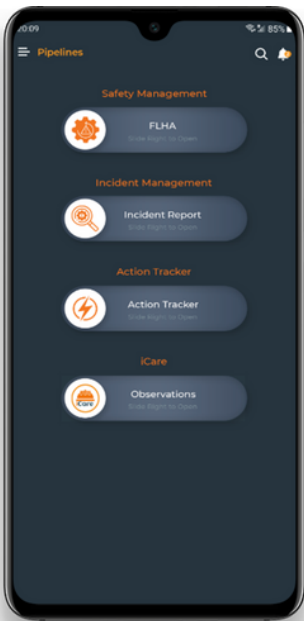 20:09
85%
Pipelines
Safety Management
FLHA
Slide Right to Open
Incident Management
Incident Report
Slide Right to Open
Action Tracker
Action Tracker
Slide Right to Open
iCare
Observations
Slide Right to Open
iCare